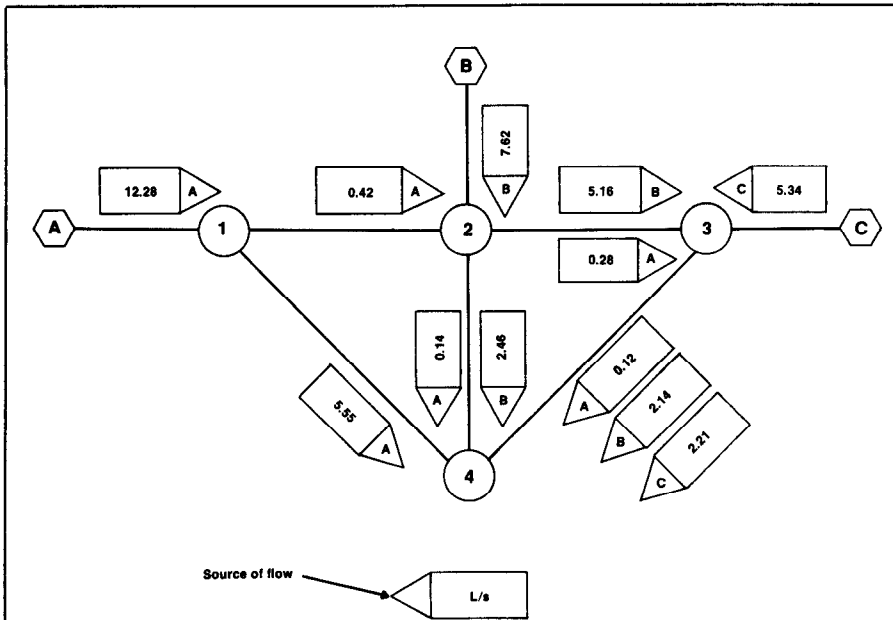 B
7.62
B
12.28 A
0.42 A
5.16 B
C 5.34
A
1
2
3
C
0.28 A
0.14
A
2.46
B
0.12
A
2.14
B
2.21
C
5.55
A
4
Source of flow
L/s